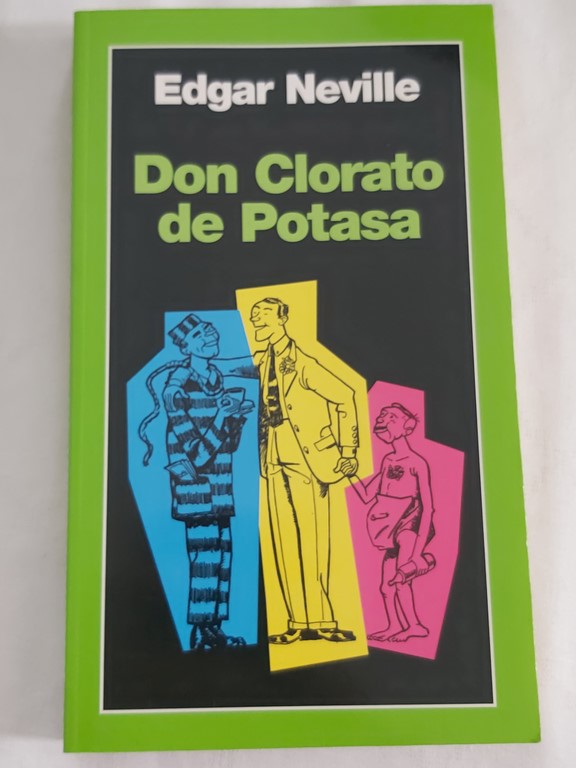 Edgar Neville
Don Clorato
de Potasa